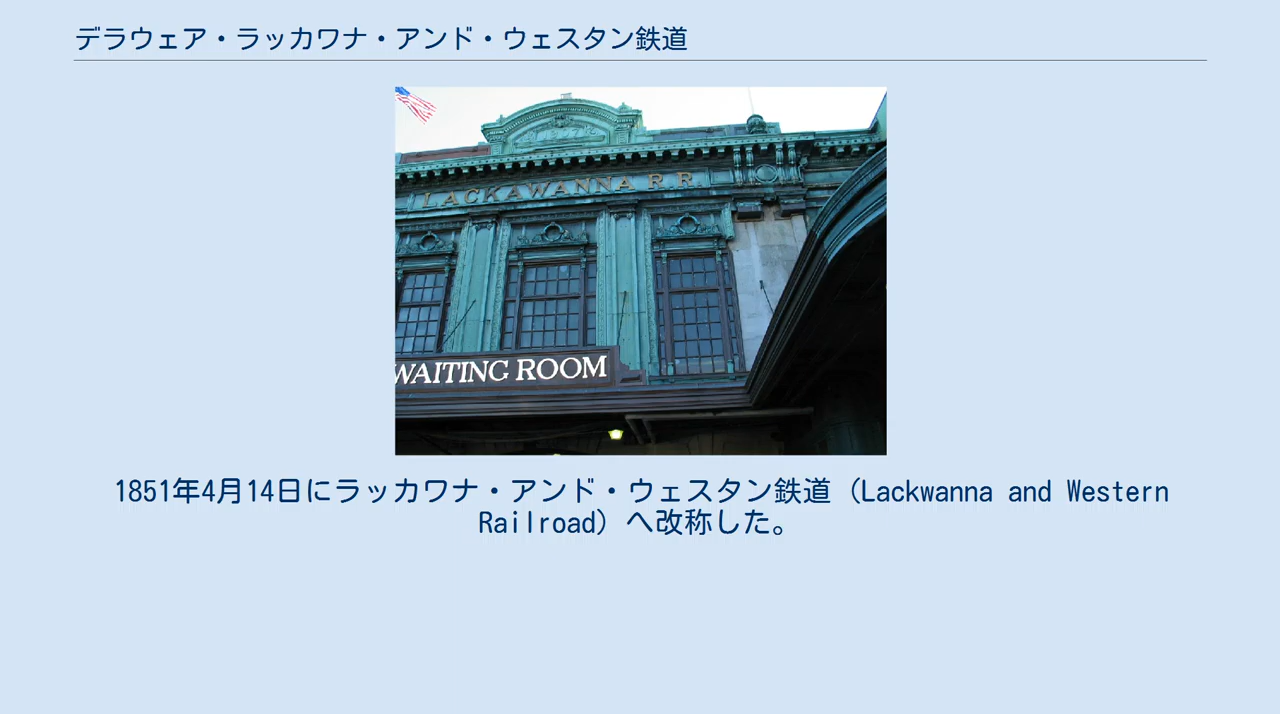 デラウェア・ラッカワナ・アンド・ウェスタン鉄道
LACKAWANNA R.R.
WAITING ROOM
1851年4月14日にラッカワナ・アンド・ウェスタン鉄道（Lackwanna and Western
Railroad）へ改称した。